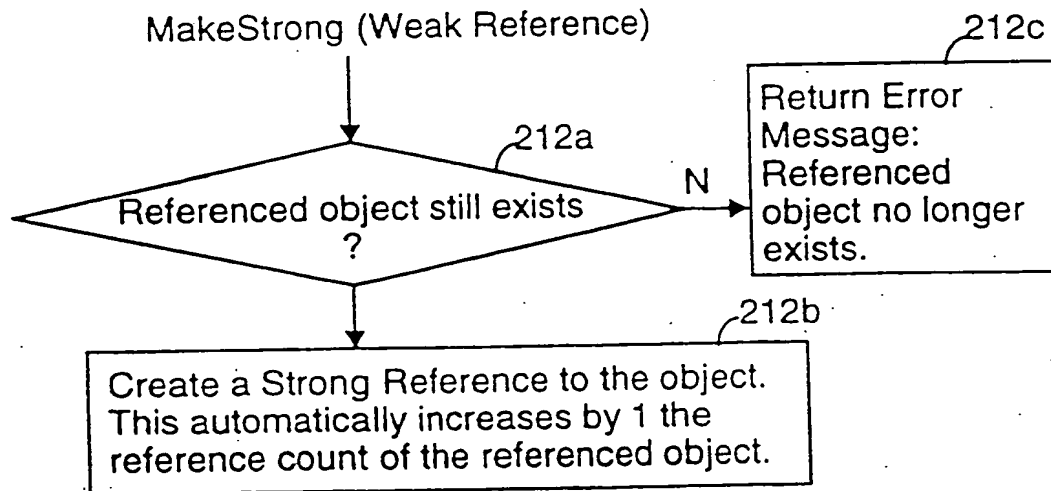 MakeStrong (Weak Reference)
212a
Referenced object still exists
?
N
212c
Return Error
Message:
Referenced
object no longer
exists.
212b
Create a Strong Reference to the object.
This automatically increases by 1 the
reference count of the referenced object.